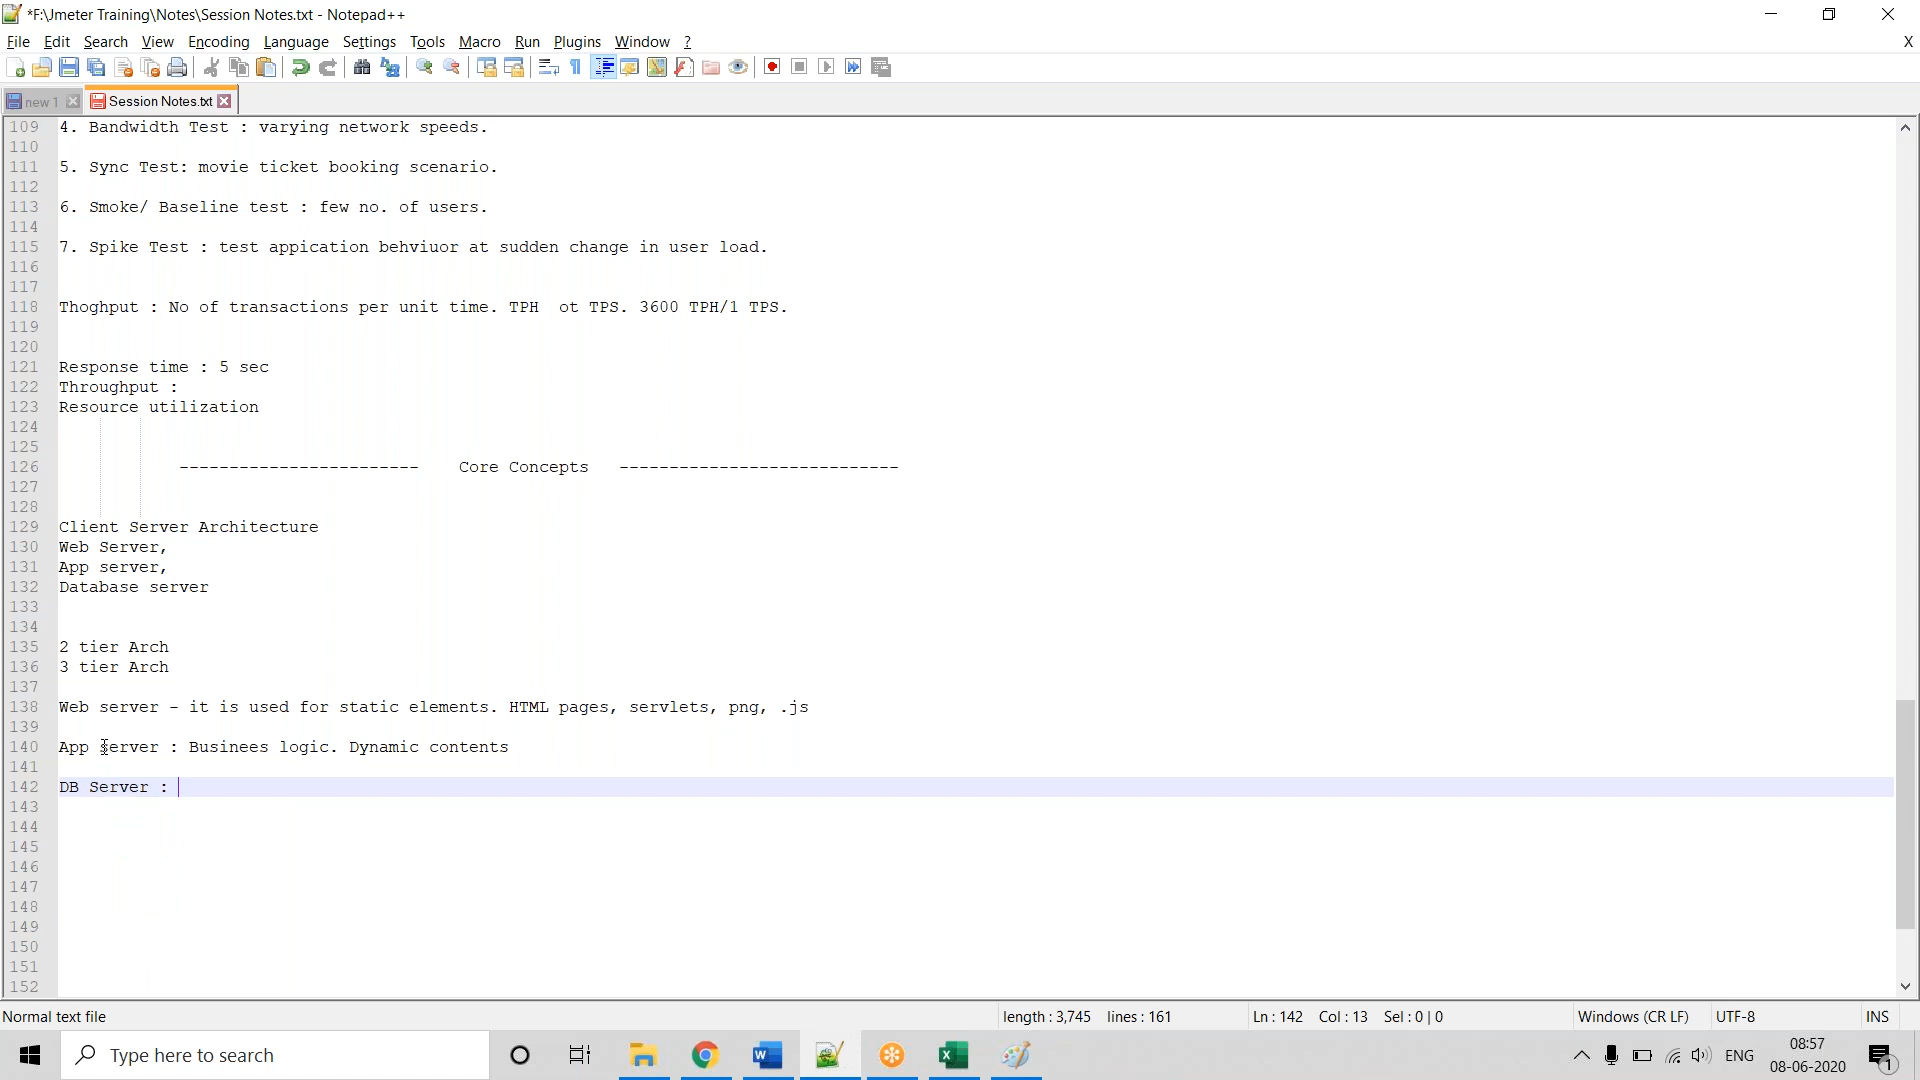 *F:\Jmeter Training\Notes\Session Notes.txt - Notepad++
File Edit Search View Encoding Language Settings Tools Macro Run Plugins Window ? X
new 1 Session Notes.txt
109 4. Bandwidth Test : varying network speeds.
110
111 5. Sync Test: movie ticket booking scenario.
112
113 6. Smoke/ Baseline test : few no. of users.
114
115 7. Spike Test : test appication behviuor at sudden change in user load.
116
117
118 Thoghput : No of transactions per unit time. TPH  ot TPS. 3600 TPH/1 TPS.
119
120
121 Response time : 5 sec
122 Throughput :
123 Resource utilization
124
125
126 ------------------------    Core Concepts   ----------------------------
127
128
129 Client Server Architecture
130 Web Server,
131 App server,
132 Database server
133
134
135 2 tier Arch
136 3 tier Arch
137
138 Web server - it is used for static elements. HTML pages, servlets, png, .js
139
140 App server : Businees logic. Dynamic contents
141
142 DB Server :
143
144
145
146
147
148
149
150
151
152
Normal text file length : 3,745 lines : 161 Ln : 142 Col : 13 Sel : 0 | 0 Windows (CR LF) UTF-8 INS
Type here to search ENG 08:57
08-06-2020 1